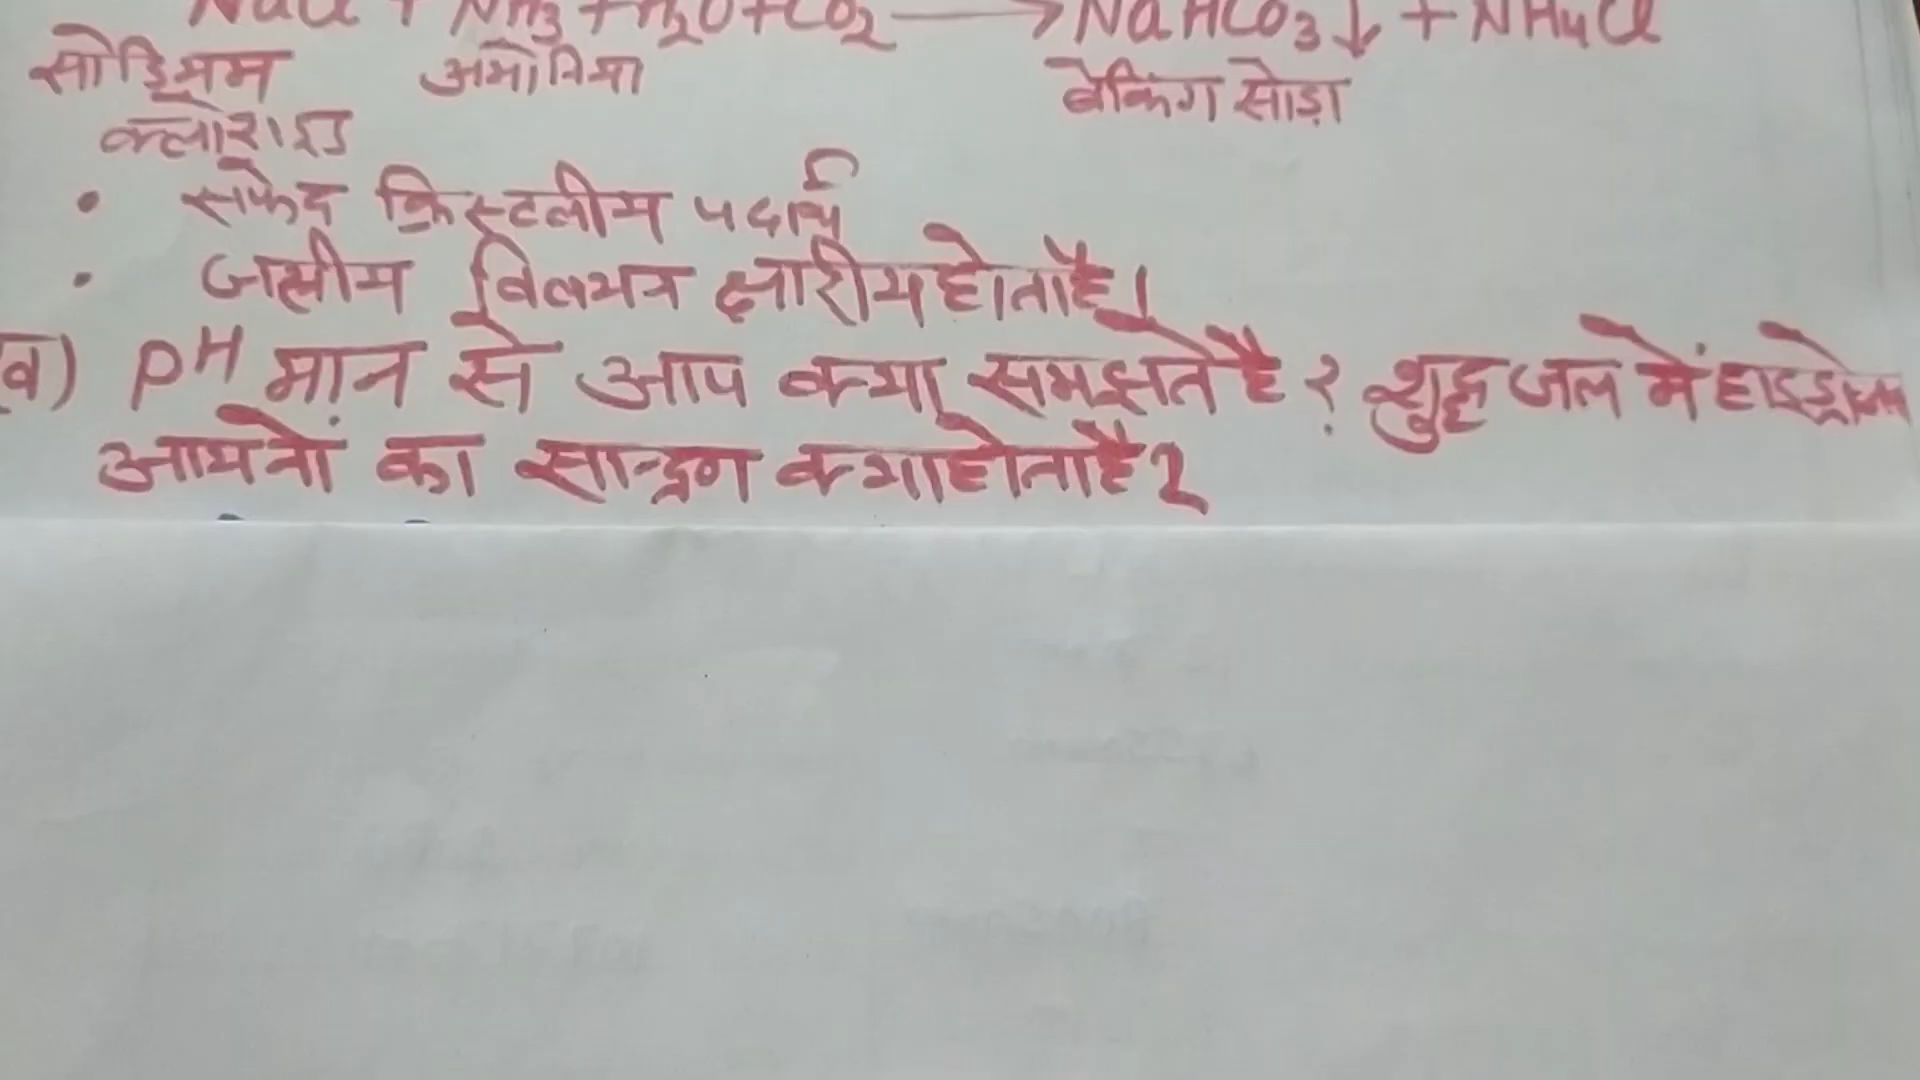 NaCl + NH3 + H2O + CO2 ⟶ NaHCO3↓ + NH4Cl
सोडियम अमोनिया बेकिंग सोडा
क्लोराइड
• सफेद क्रिस्टलीय पदार्थ
• जलीय विलयन क्षारीय होता है।
(ब) PH मान से आप क्या समझते है ? शुद्ध जल में हाइड्रोजन
आयनों का सान्द्रण क्या होता है ?